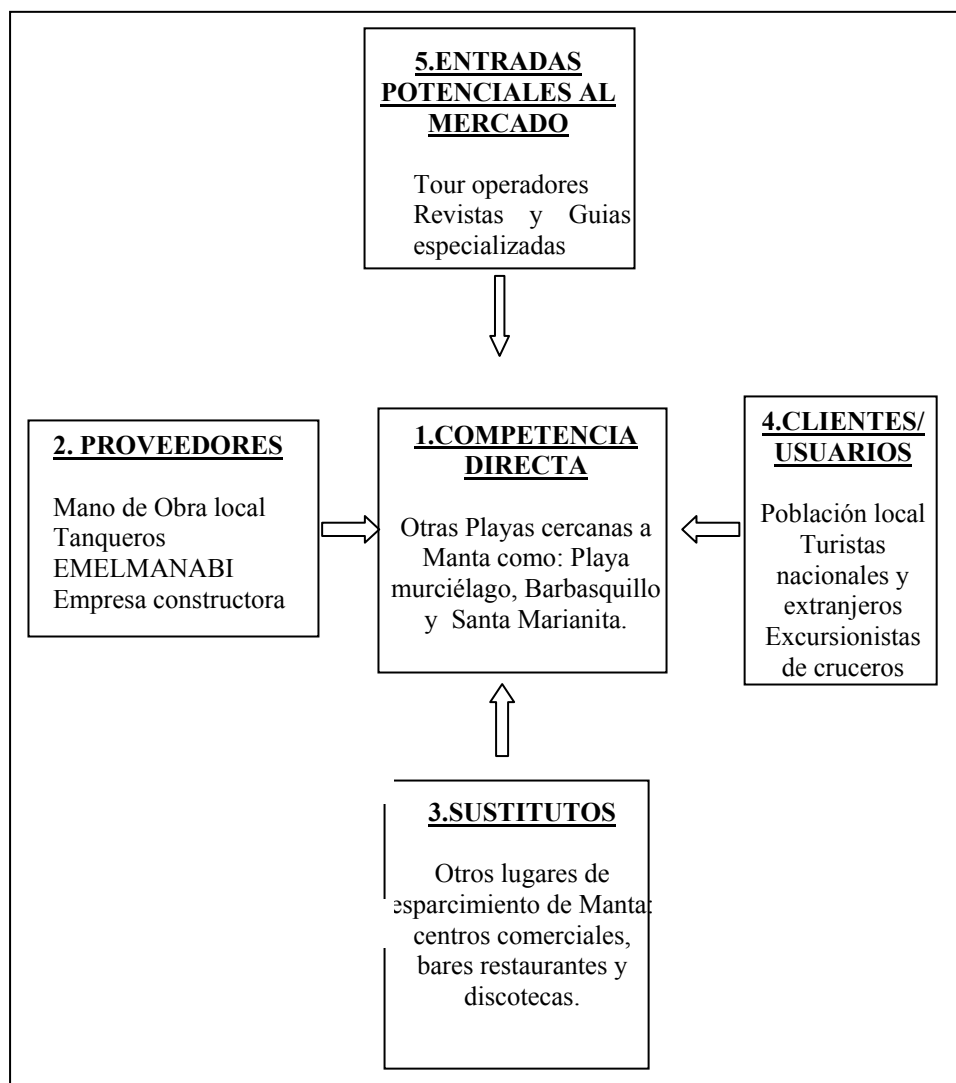 5.ENTRADAS
POTENCIALES AL
MERCADO
Tour operadores
Revistas y Guias
especializadas
2. PROVEEDORES
Mano de Obra local
Tanqueros
EMELMANABI
Empresa constructora
1.COMPETENCIA
DIRECTA
Otras Playas cercanas a
Manta como: Playa
murciélago, Barbasquillo
y Santa Marianita.
4.CLIENTES/
USUARIOS
Población local
Turistas
nacionales y
extranjeros
Excursionistas
de cruceros
3.SUSTITUTOS
Otros lugares de
esparcimiento de Manta:
centros comerciales,
bares restaurantes y
discotecas.